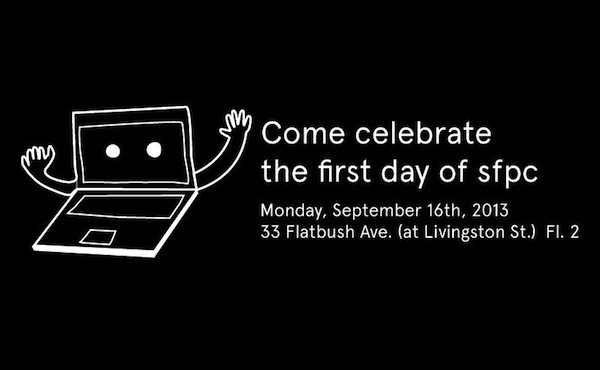 Come celebrate
the first day of sfpc
Monday, September 16th, 2013
33 Flatbush Ave. (at Livingston St.) Fl. 2